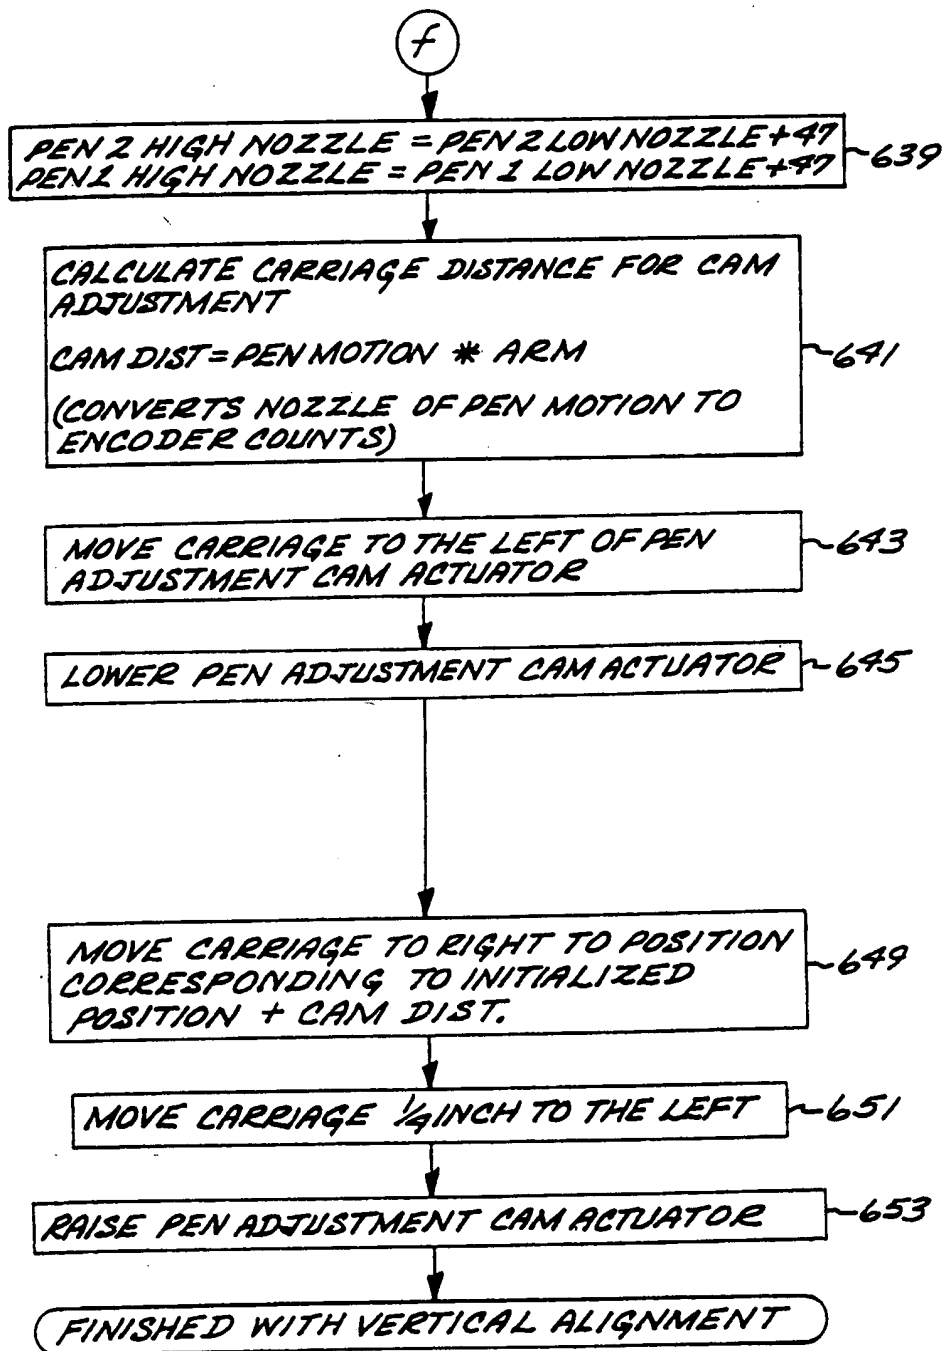 f
PEN 2 HIGH NOZZLE = PEN 2 LOW NOZZLE + 47
PEN 1 HIGH NOZZLE = PEN 1 LOW NOZZLE + 47
639
CALCULATE CARRIAGE DISTANCE FOR CAM
ADJUSTMENT
CAM DIST = PEN MOTION * ARM
(CONVERTS NOZZLE OF PEN MOTION TO
ENCODER COUNTS)
641
MOVE CARRIAGE TO THE LEFT OF PEN
ADJUSTMENT CAM ACTUATOR
643
LOWER PEN ADJUSTMENT CAM ACTUATOR
645
MOVE CARRIAGE TO RIGHT TO POSITION
CORRESPONDING TO INITIALIZED
POSITION + CAM DIST.
649
MOVE CARRIAGE 1/4 INCH TO THE LEFT
651
RAISE PEN ADJUSTMENT CAM ACTUATOR
653
FINISHED WITH VERTICAL ALIGNMENT